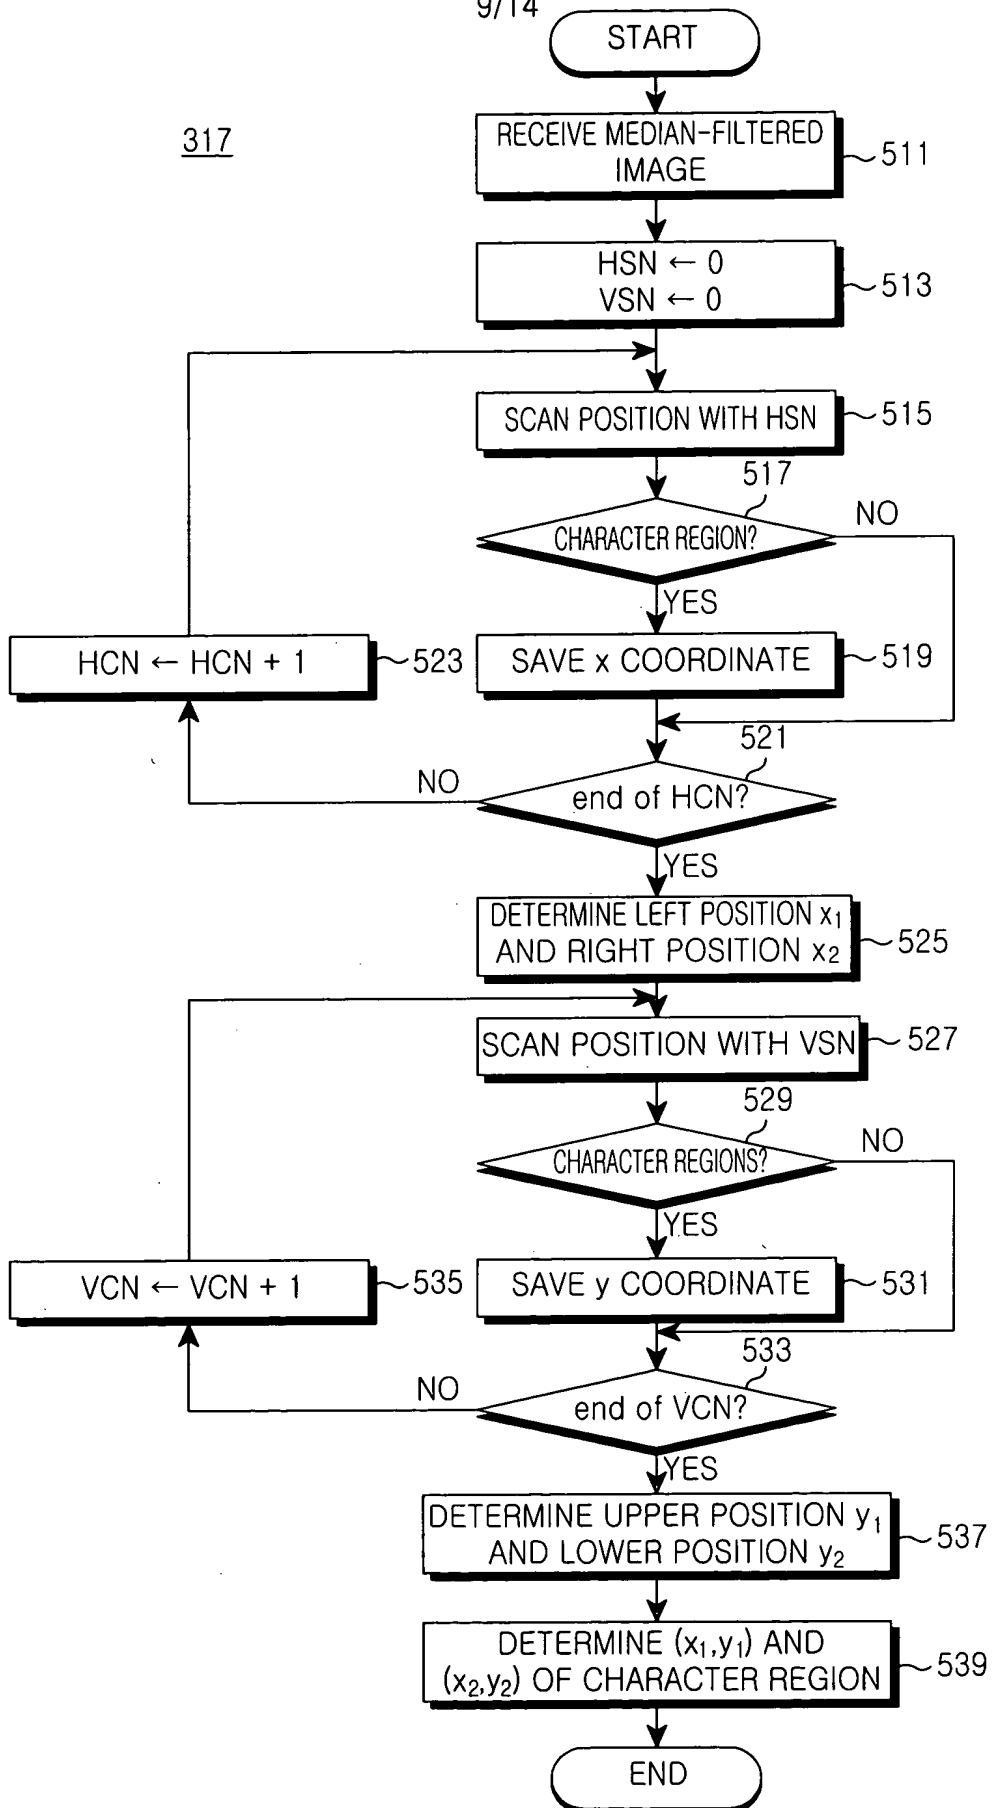 9/14
START
317
RECEIVE MEDIAN-FILTERED
IMAGE
511
HSN ← 0
VSN ← 0
513
SCAN POSITION WITH HSN
515
517
CHARACTER REGION?
NO
YES
HCN ← HCN + 1
523
SAVE x COORDINATE
519
521
NO
end of HCN?
YES
DETERMINE LEFT POSITION x₁
AND RIGHT POSITION x₂
525
SCAN POSITION WITH VSN
527
529
CHARACTER REGIONS?
NO
YES
VCN ← VCN + 1
535
SAVE y COORDINATE
531
533
NO
end of VCN?
YES
DETERMINE UPPER POSITION y₁
AND LOWER POSITION y₂
537
DETERMINE (x₁,y₁) AND
(x₂,y₂) OF CHARACTER REGION
539
END